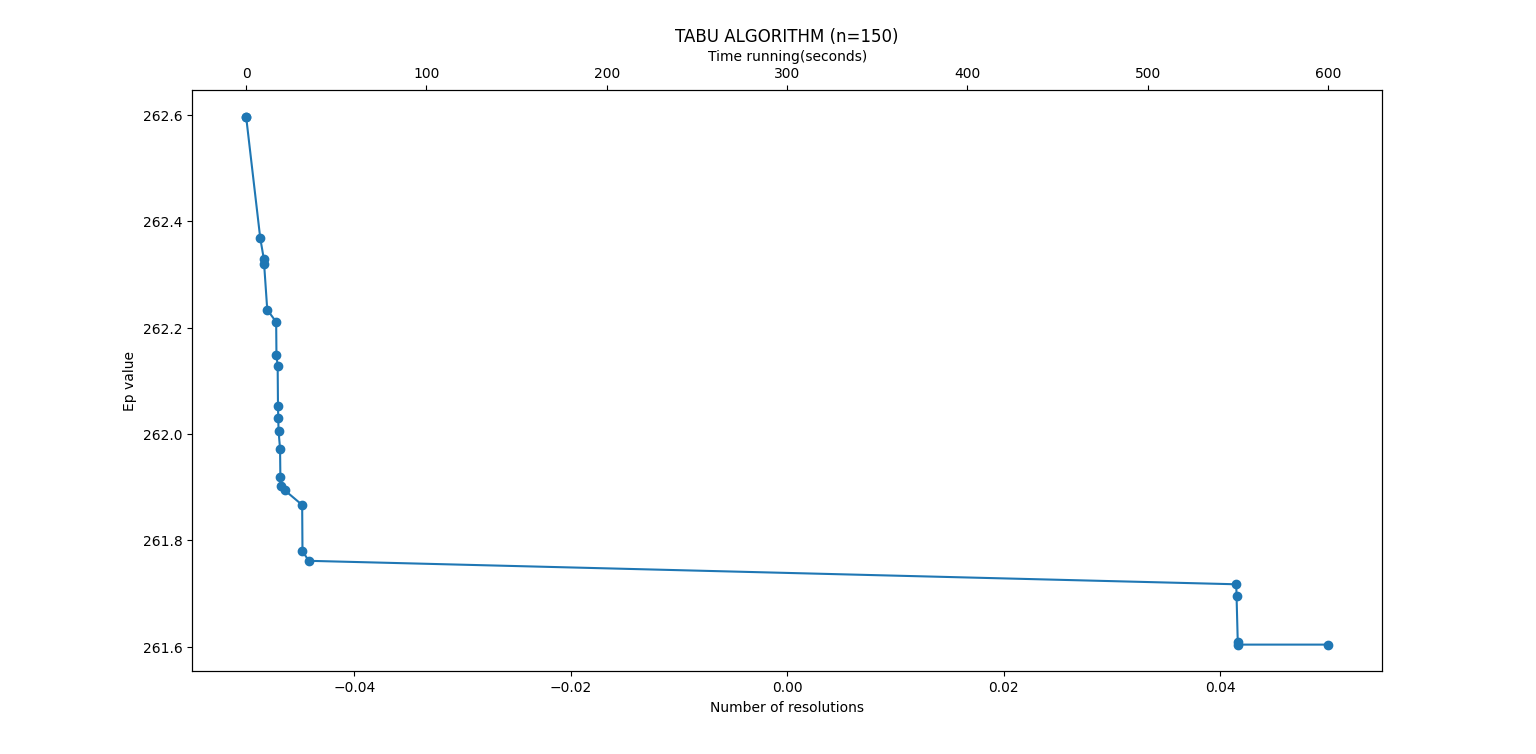 TABU ALGORITHM (n=150)
Time running(seconds)
0 100 200 300 400 500 600
262.6
262.4
262.2
262.0
261.8
261.6
Ep value
−0.04 −0.02 0.00 0.02 0.04
Number of resolutions